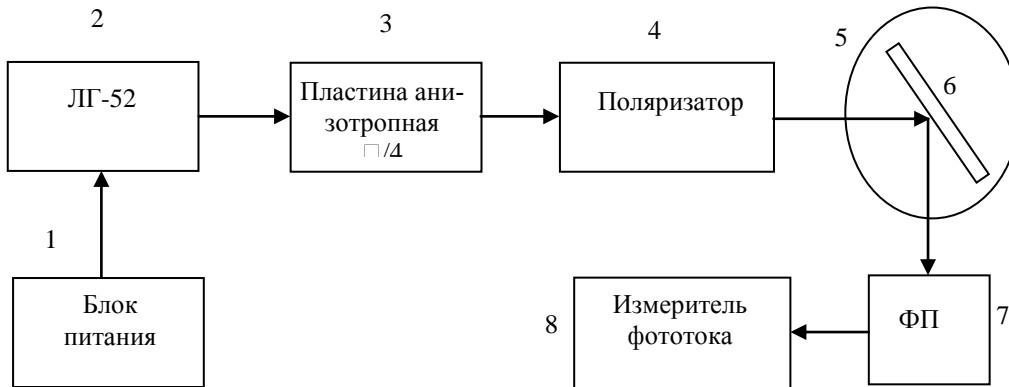 2
3
4
5
ЛГ-52
Пластина ани-
зотропная
□/4
Поляризатор
6
1
Блок
питания
8
Измеритель
фототока
ФП
7